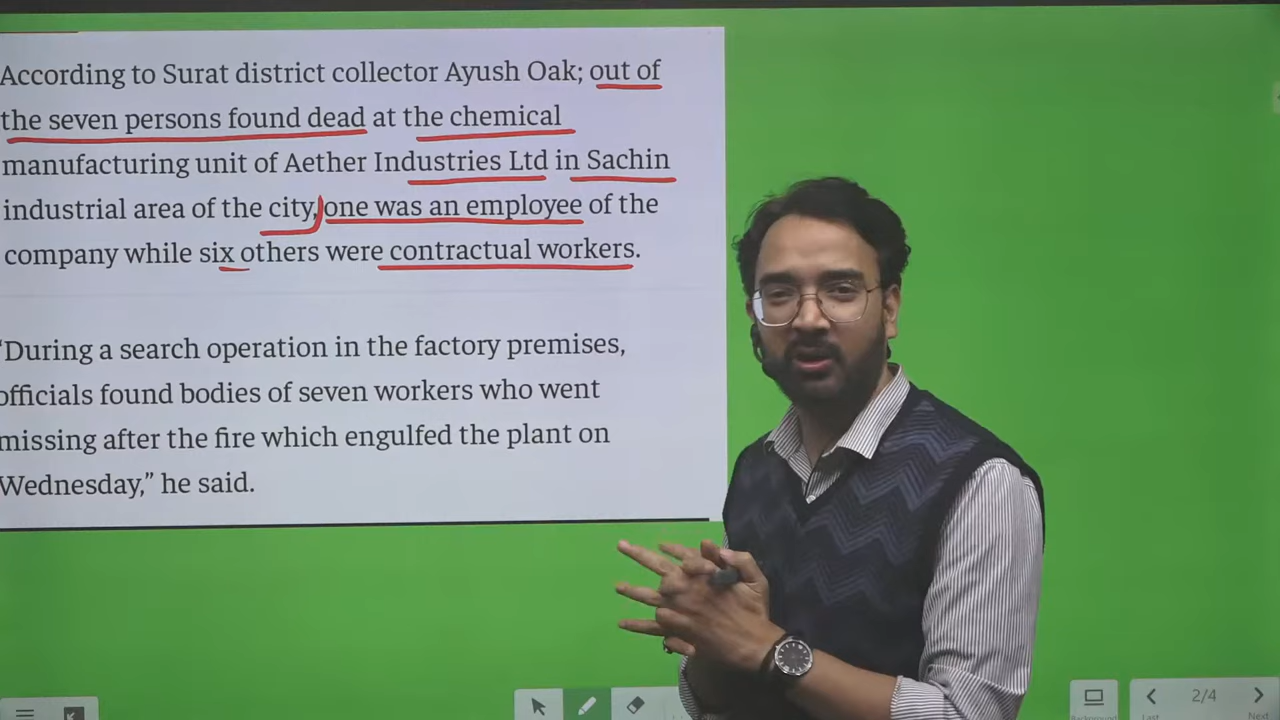 According to Surat district collector Ayush Oak; out of
the seven persons found dead at the chemical
manufacturing unit of Aether Industries Ltd in Sachin
industrial area of the city, one was an employee of the
company while six others were contractual workers.
"During a search operation in the factory premises,
officials found bodies of seven workers who went
missing after the fire which engulfed the plant on
Wednesday,” he said.
2/4
Background
Last
Next